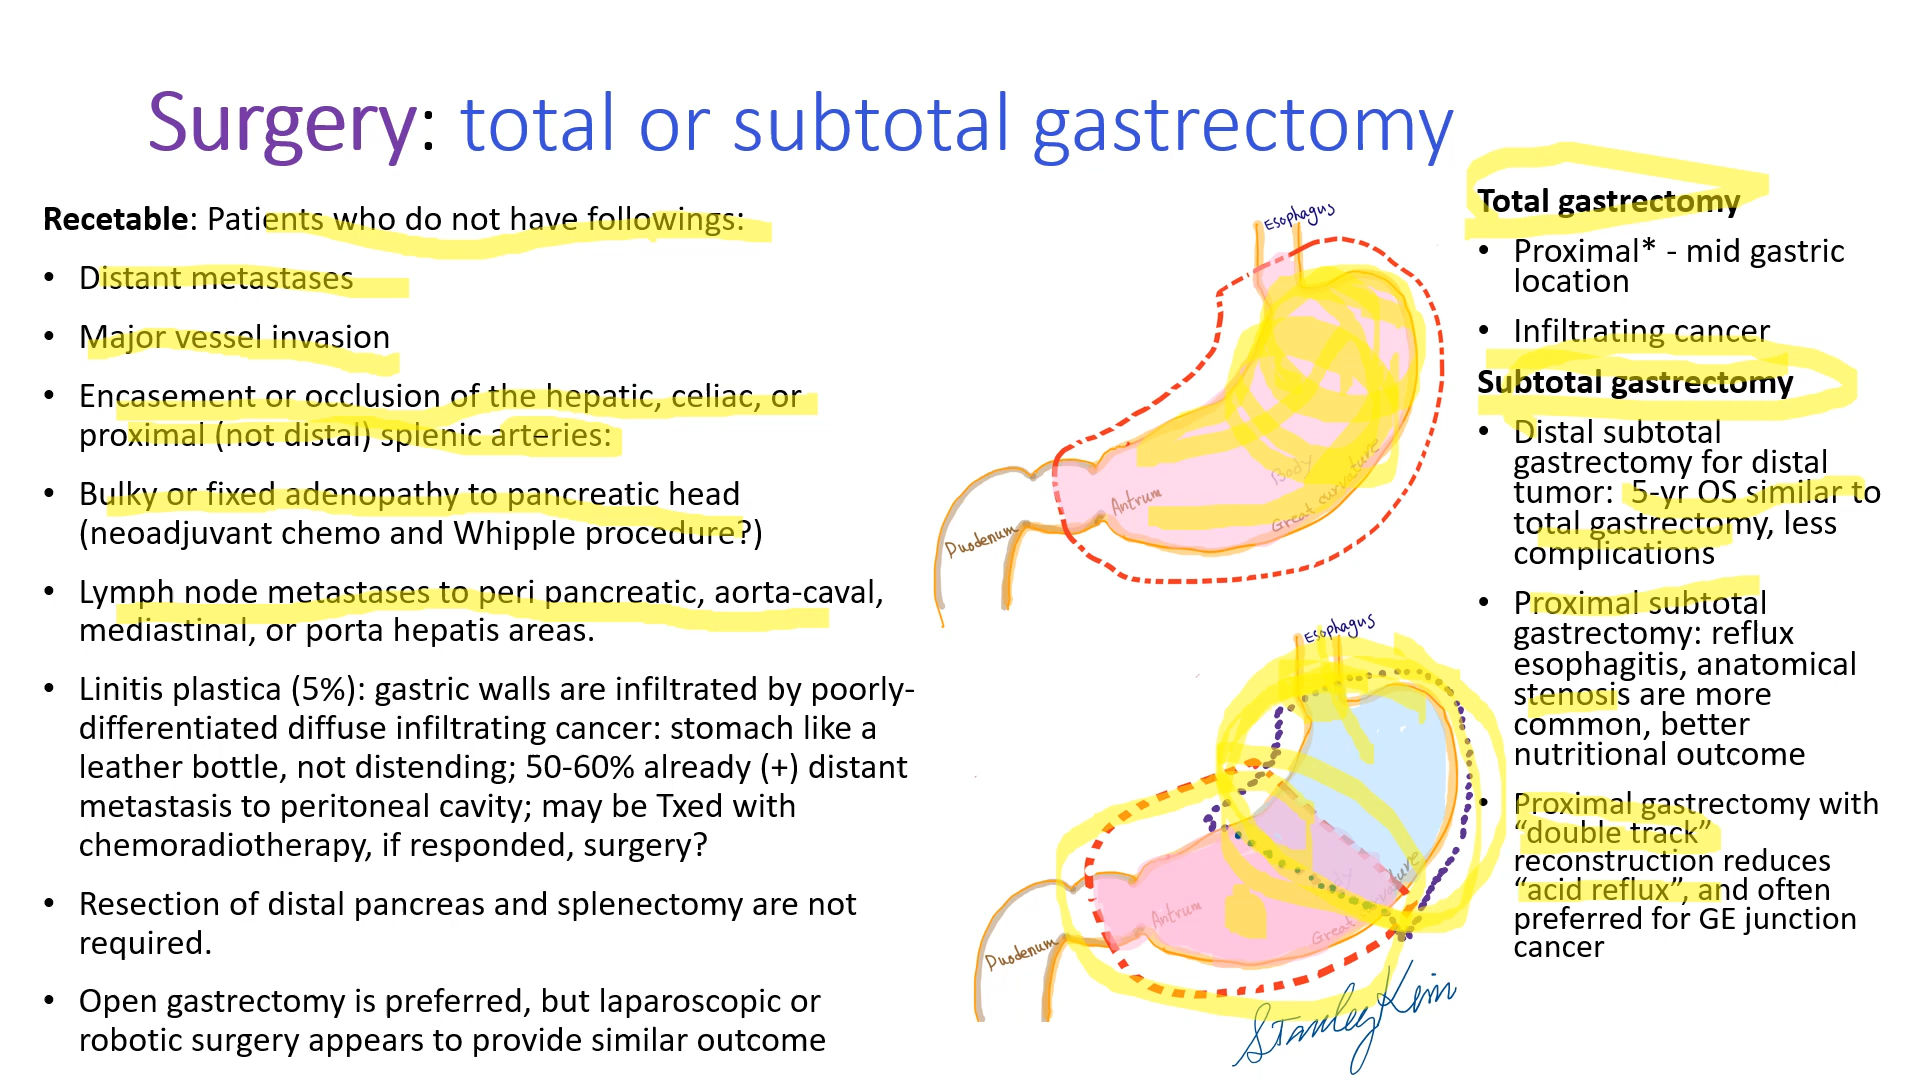 Surgery: total or subtotal gastrectomy
Recetable: Patients who do not have followings:
• Distant metastases
• Major vessel invasion
• Encasement or occlusion of the hepatic, celiac, or
proximal (not distal) splenic arteries:
• Bulky or fixed adenopathy to pancreatic head
(neoadjuvant chemo and Whipple procedure?)
• Lymph node metastases to peri pancreatic, aorta-caval,
mediastinal, or porta hepatis areas.
• Linitis plastica (5%): gastric walls are infiltrated by poorly-
differentiated diffuse infiltrating cancer: stomach like a
leather bottle, not distending; 50-60% already (+) distant
metastasis to peritoneal cavity; may be Txed with
chemoradiotherapy, if responded, surgery?
• Resection of distal pancreas and splenectomy are not
required.
• Open gastrectomy is preferred, but laparoscopic or
robotic surgery appears to provide similar outcome
Esophagus
Body
Great curvature
Antrum
Duodenum
Esophagus
Body
Great curvature
Antrum
Duodenum
Stanley Kim
Total gastrectomy
• Proximal* - mid gastric
location
• Infiltrating cancer
Subtotal gastrectomy
• Distal subtotal
gastrectomy for distal
tumor: 5-yr OS similar to
total gastrectomy, less
complications
• Proximal subtotal
gastrectomy: reflux
esophagitis, anatomical
stenosis are more
common, better
nutritional outcome
• Proximal gastrectomy with
“double track”
reconstruction reduces
“acid reflux”, and often
preferred for GE junction
cancer